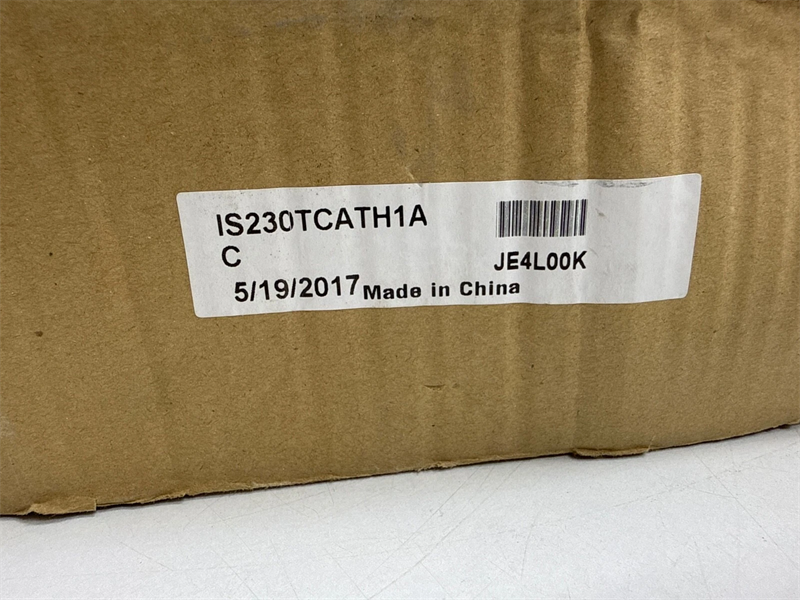 IS230TCATH1A
C
JE4L00K
5/19/2017 Made in China